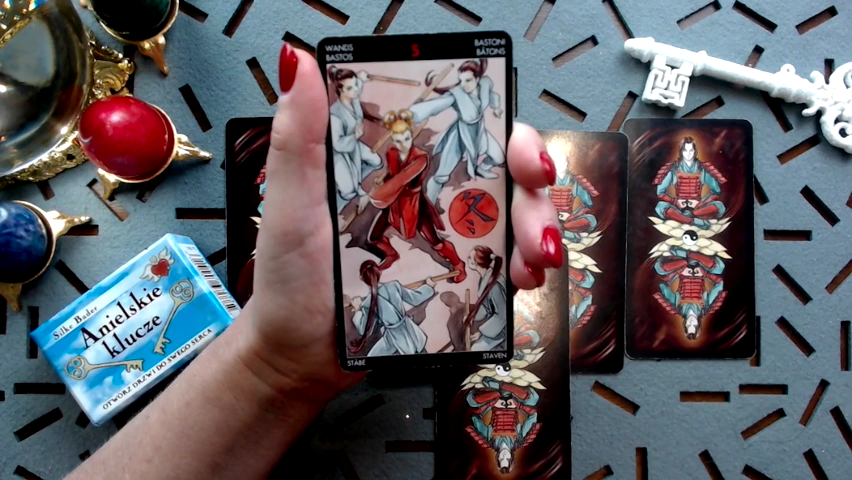 WANDS
BASTOS
5
BASTONI
BÂTONS
STÄBE
STAVEN
Silke Bader
Anielskie
klucze
OTWÓRZ DRZWI DO SWEGO SERCA